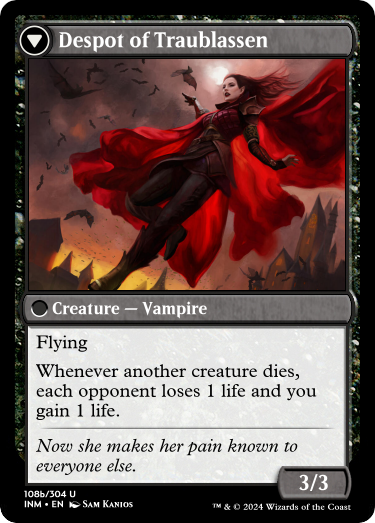 Despot of Traublassen
Creature — Vampire
Flying
Whenever another creature dies,
each opponent loses 1 life and you
gain 1 life.
Now she makes her pain known to
everyone else.
3/3
108b/304 U
INM • EN Sam Kanios
™ & © 2024 Wizards of the Coast